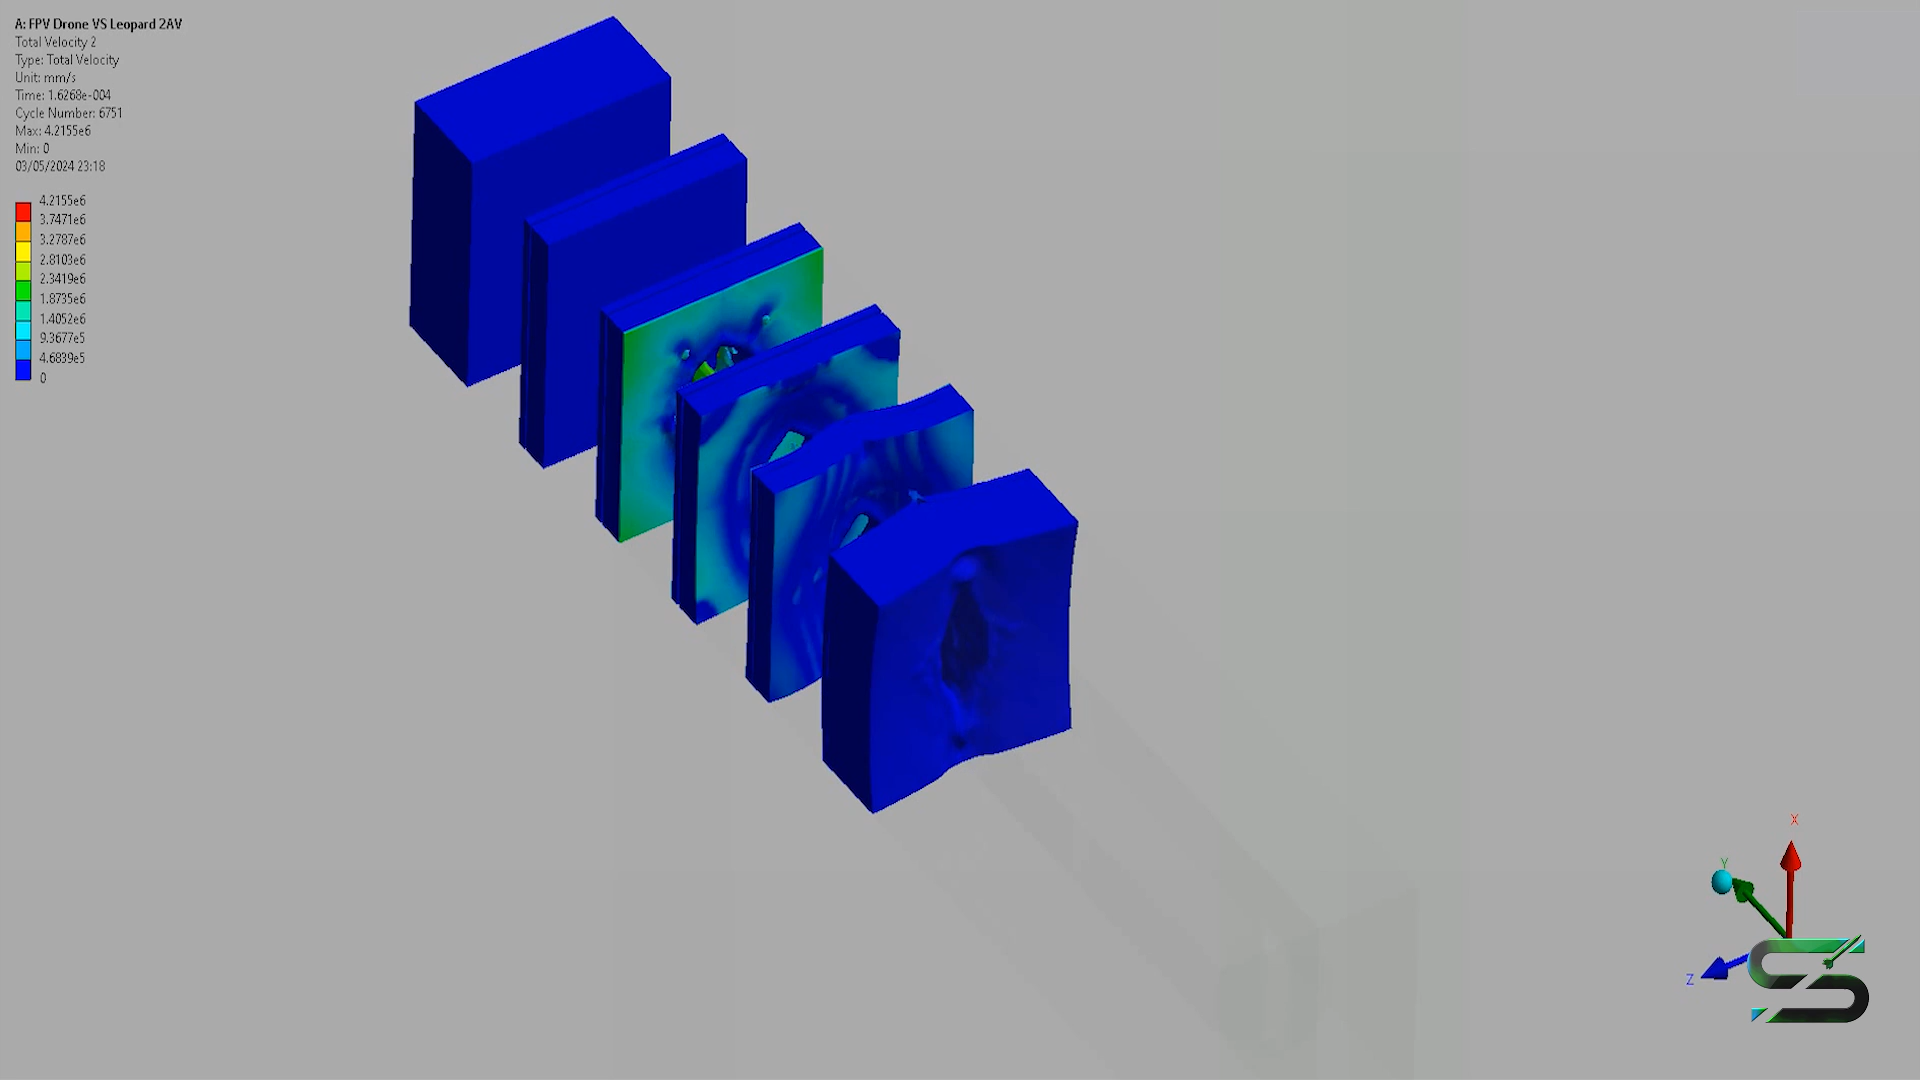 A: FPV Drone VS Leopard 2AV
Total Velocity 2
Type: Total Velocity
Unit: mm/s
Time: 1.6268e-004
Cycle Number: 6751
Max: 4.2155e6
Min: 0
03/05/2024 23:18
4.2155e6
3.7471e6
3.2787e6
2.8103e6
2.3419e6
1.8735e6
1.4052e6
9.3677e5
4.6839e5
0
X
Y
Z